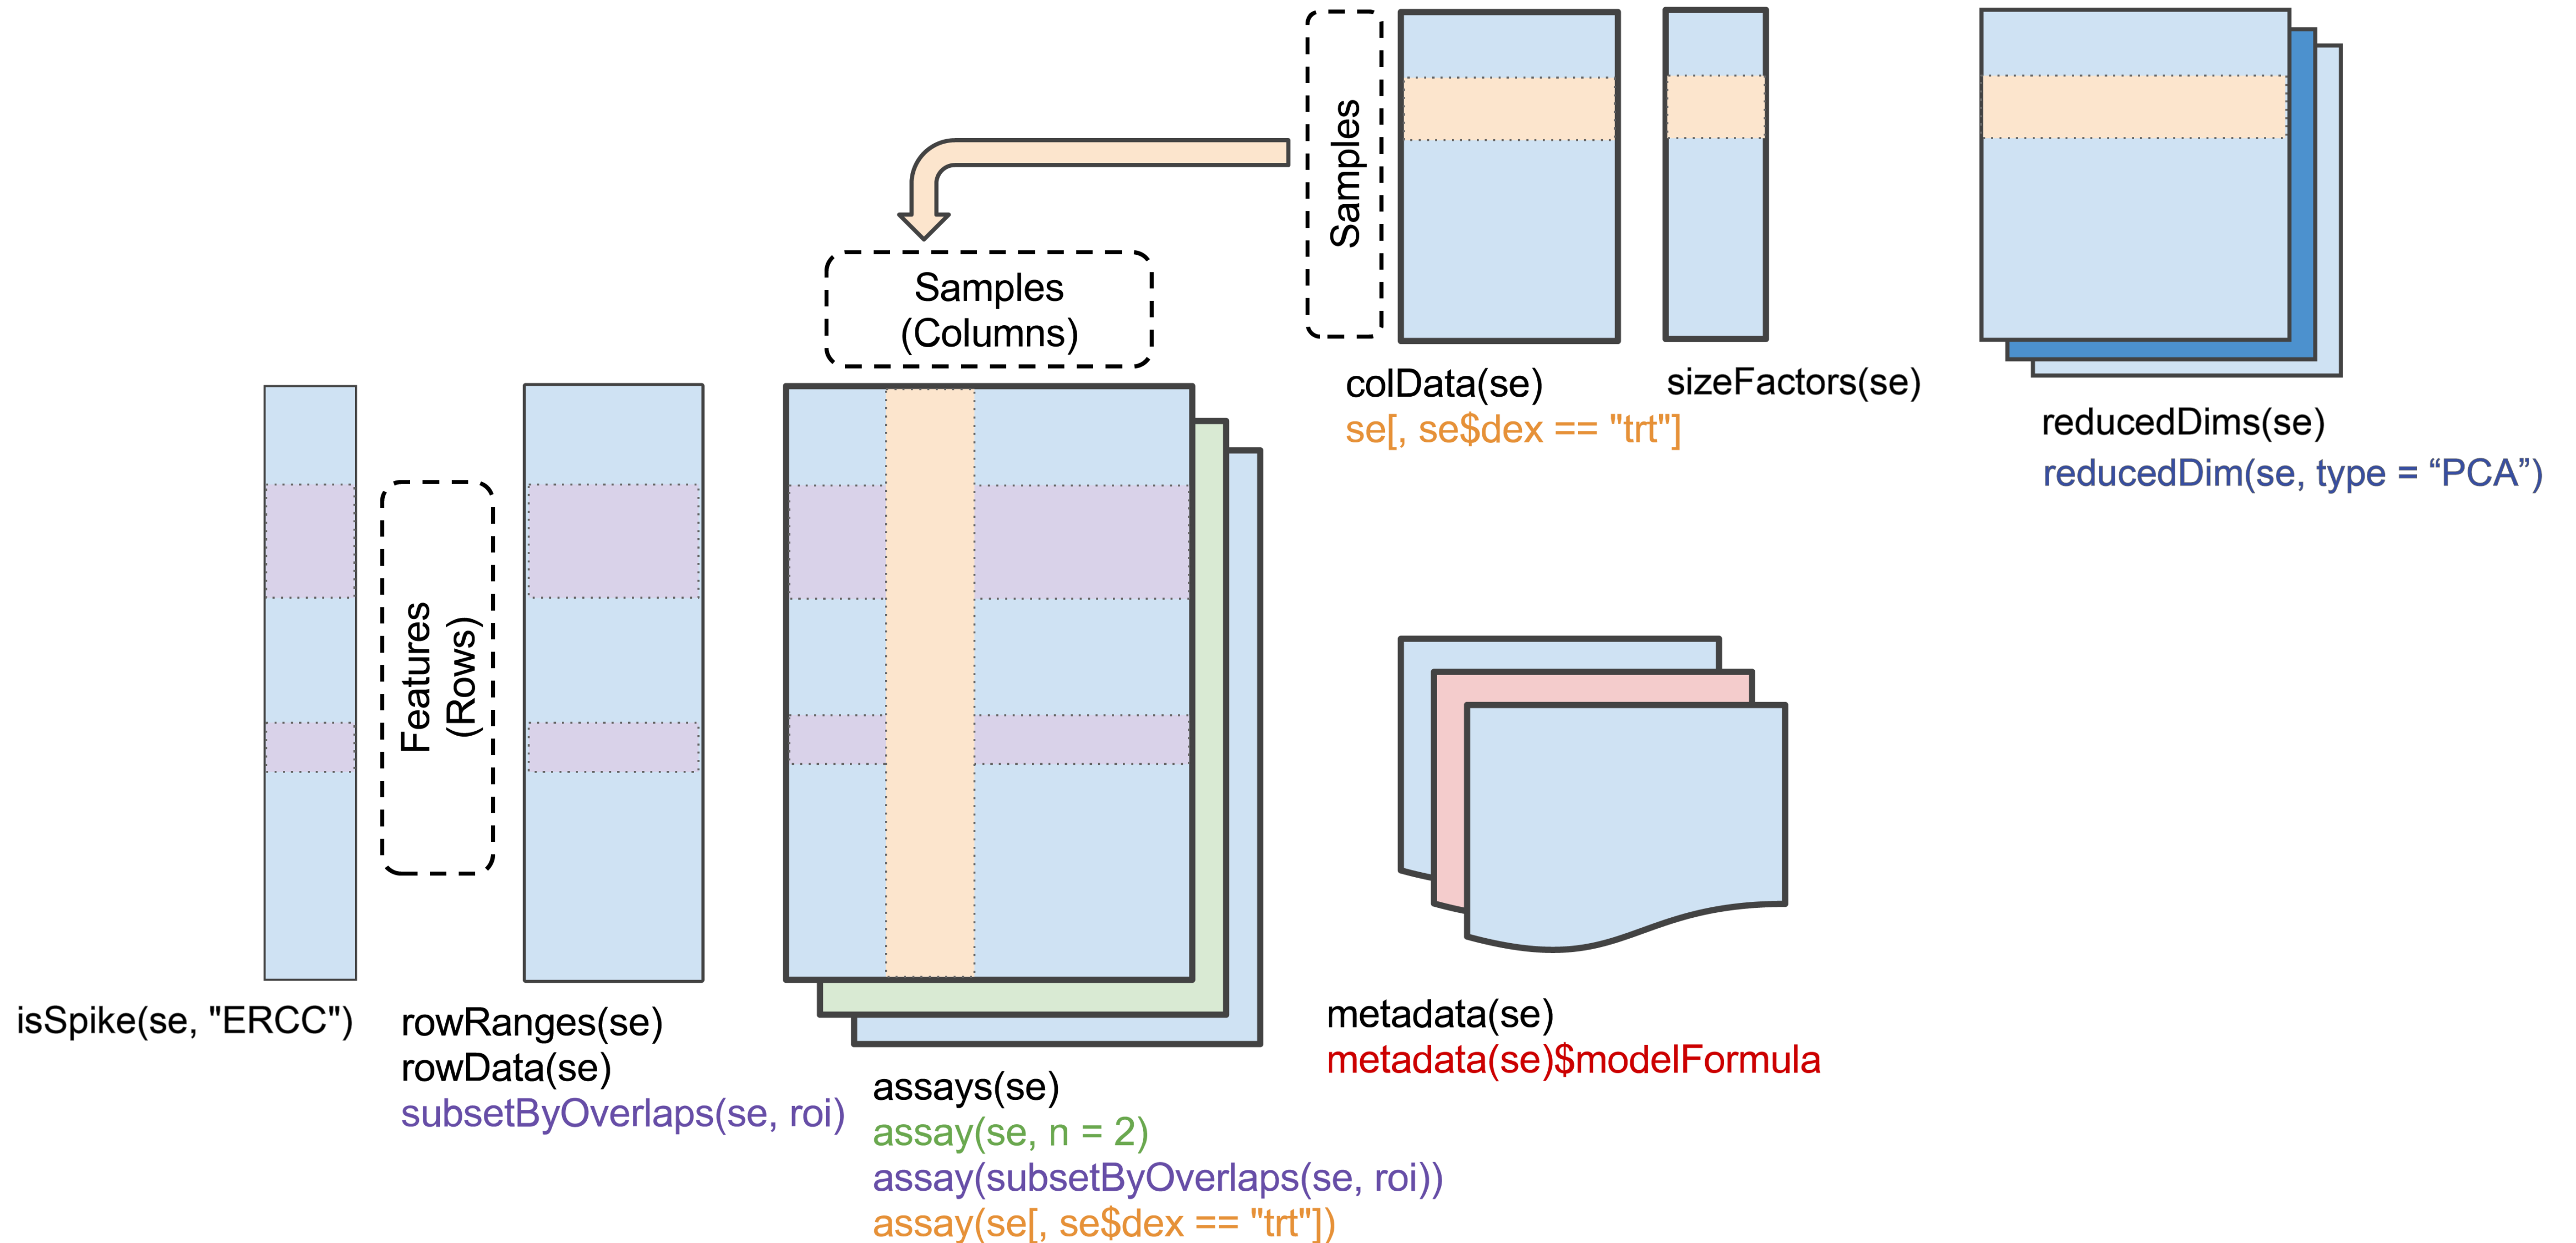 Samples
Samples
(Columns)
colData(se)
se[, se$dex == "trt"]
sizeFactors(se)
reducedDims(se)
reducedDim(se, type = “PCA”)
Features
(Rows)
isSpike(se, "ERCC")
rowRanges(se)
rowData(se)
subsetByOverlaps(se, roi)
assays(se)
assay(se, n = 2)
assay(subsetByOverlaps(se, roi))
assay(se[, se$dex == "trt"])
metadata(se)
metadata(se)$modelFormula